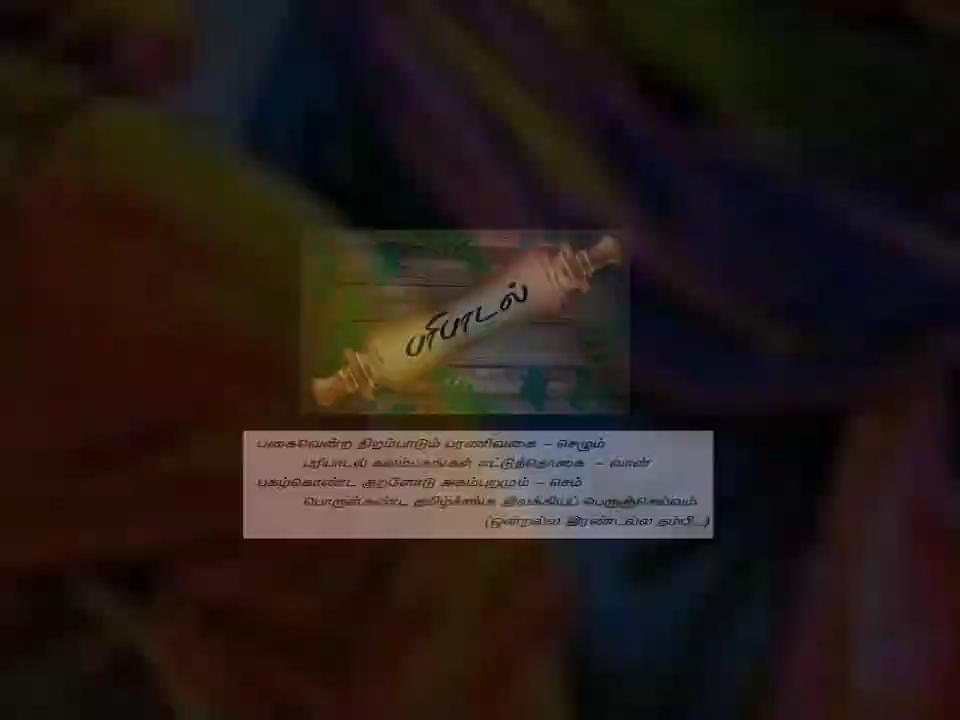 பரிபாடல்
பகைவென்ற திறம்பாடும் பரணிவகை – செழும்
பரிபாடல் கலம்பகங்கள் எட்டுத்தொகை – வான்
புகழ்கொண்ட குறளோடு அகம்புறமும் – செம்
பொருள்கண்ட தமிழ்ச்சங்க இலக்கியப் பெருஞ்செல்வம்
(ஒன்றல்ல இரண்டல்ல தம்பி...)